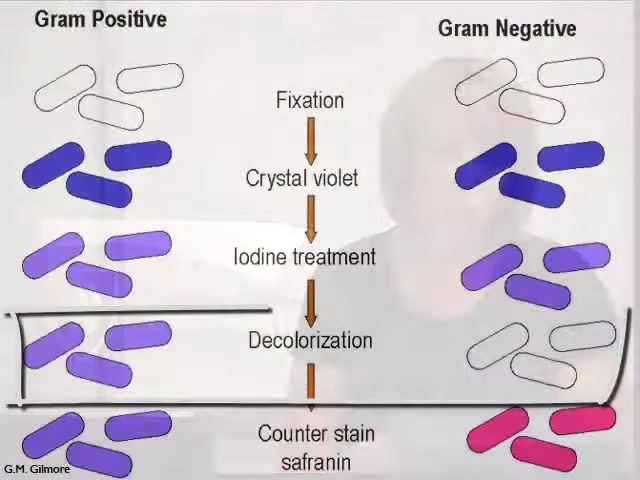 Gram Positive
Gram Negative
Fixation
Crystal violet
Iodine treatment
Decolorization
Counter stain
safranin
G.M. Gilmore